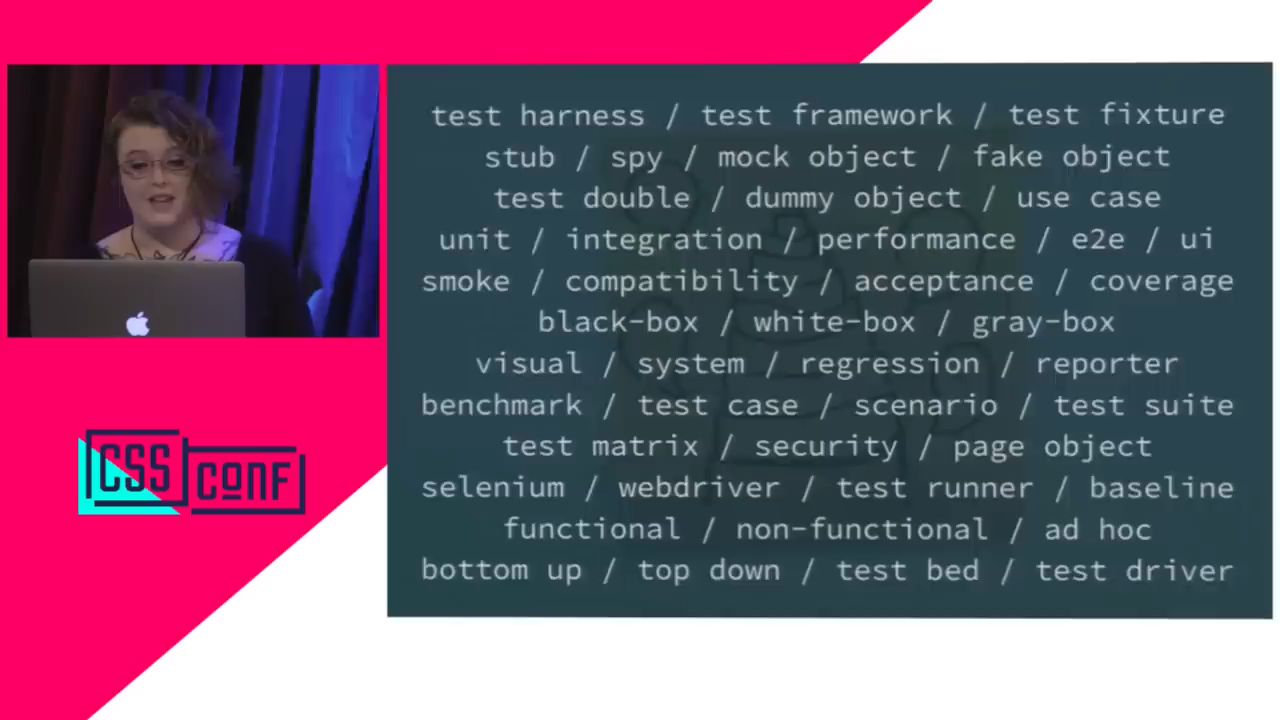 test harness / test framework / test fixture
stub / spy / mock object / fake object
test double / dummy object / use case
unit / integration / performance / e2e / ui
smoke / compatibility / acceptance / coverage
black-box / white-box / gray-box
visual / system / regression / reporter
benchmark / test case / scenario / test suite
test matrix / security / page object
selenium / webdriver / test runner / baseline
functional / non-functional / ad hoc
bottom up / top down / test bed / test driver
CSS
CONF